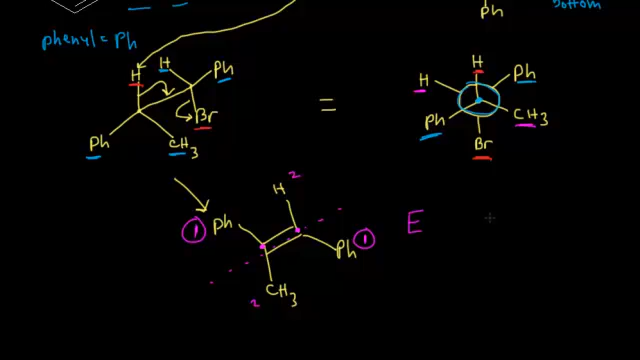 Ph
bottom
phenyl = Ph
H H Ph
Br
Ph CH3
=
H
H Ph
Ph CH3
Br
H 2
1 Ph
Ph 1
2 CH3
E